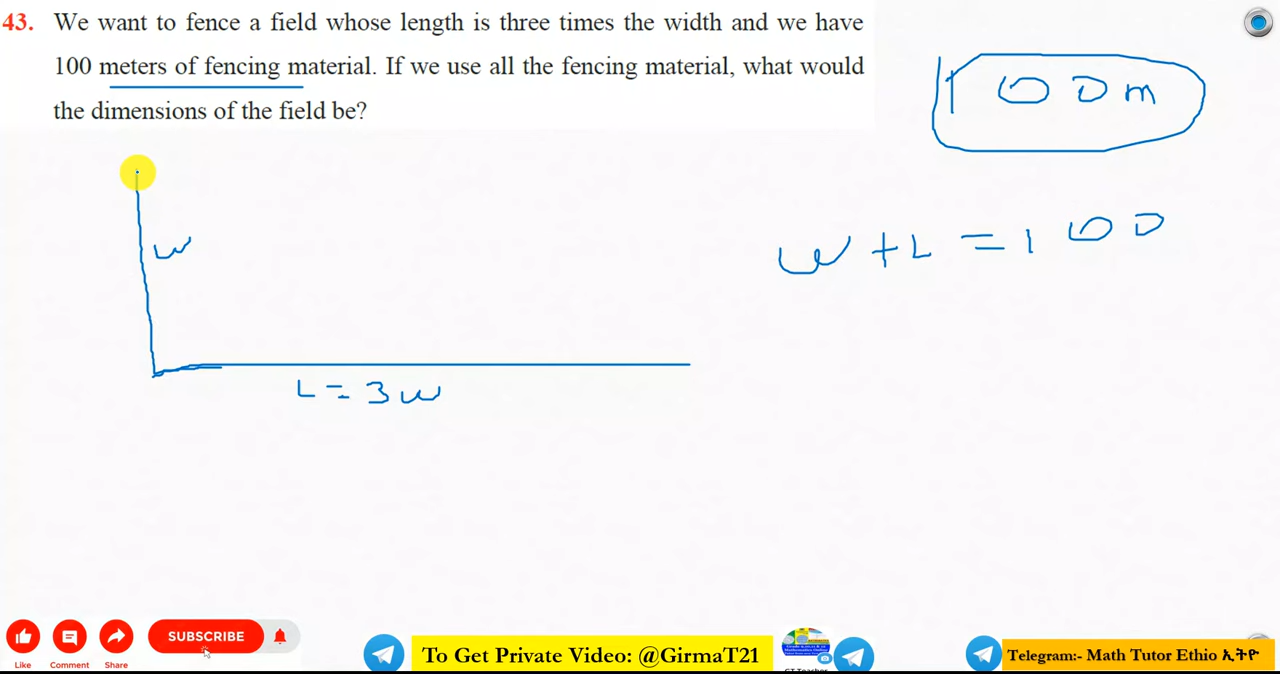 43. We want to fence a field whose length is three times the width and we have
100 meters of fencing material. If we use all the fencing material, what would
the dimensions of the field be?
100m
W
W+L=100
L=3W
SUBSCRIBE
Like Comment Share
To Get Private Video: @GirmaT21
Telegram:- Math Tutor Ethio ኢትዮ